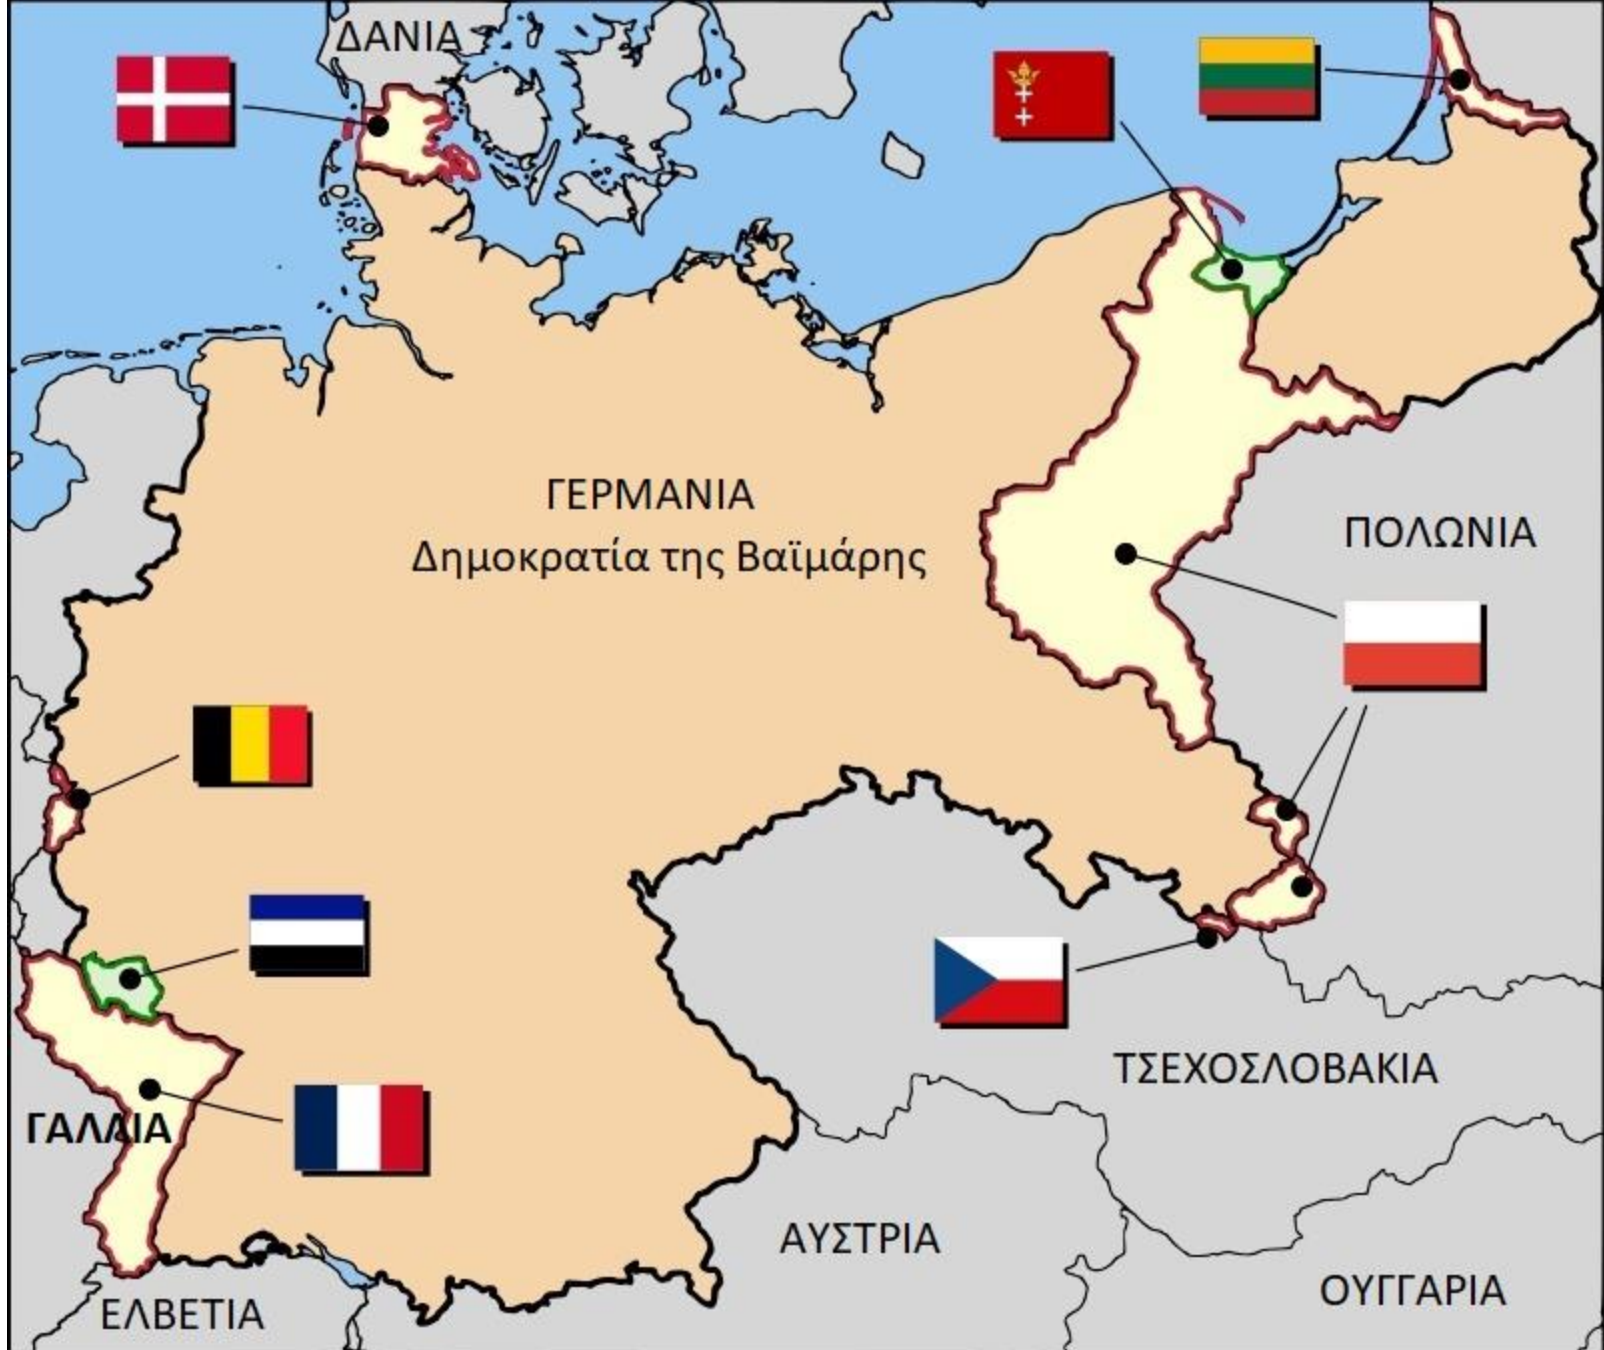 ΔΑΝΙΑ
ΓΕΡΜΑΝΙΑ
Δημοκρατία της Βαϊμάρης
ΠΟΛΩΝΙΑ
ΤΣΕΧΟΣΛΟΒΑΚΙΑ
ΓΑΛΛΙΑ
ΑΥΣΤΡΙΑ
ΟΥΓΓΑΡΙΑ
ΕΛΒΕΤΙΑ